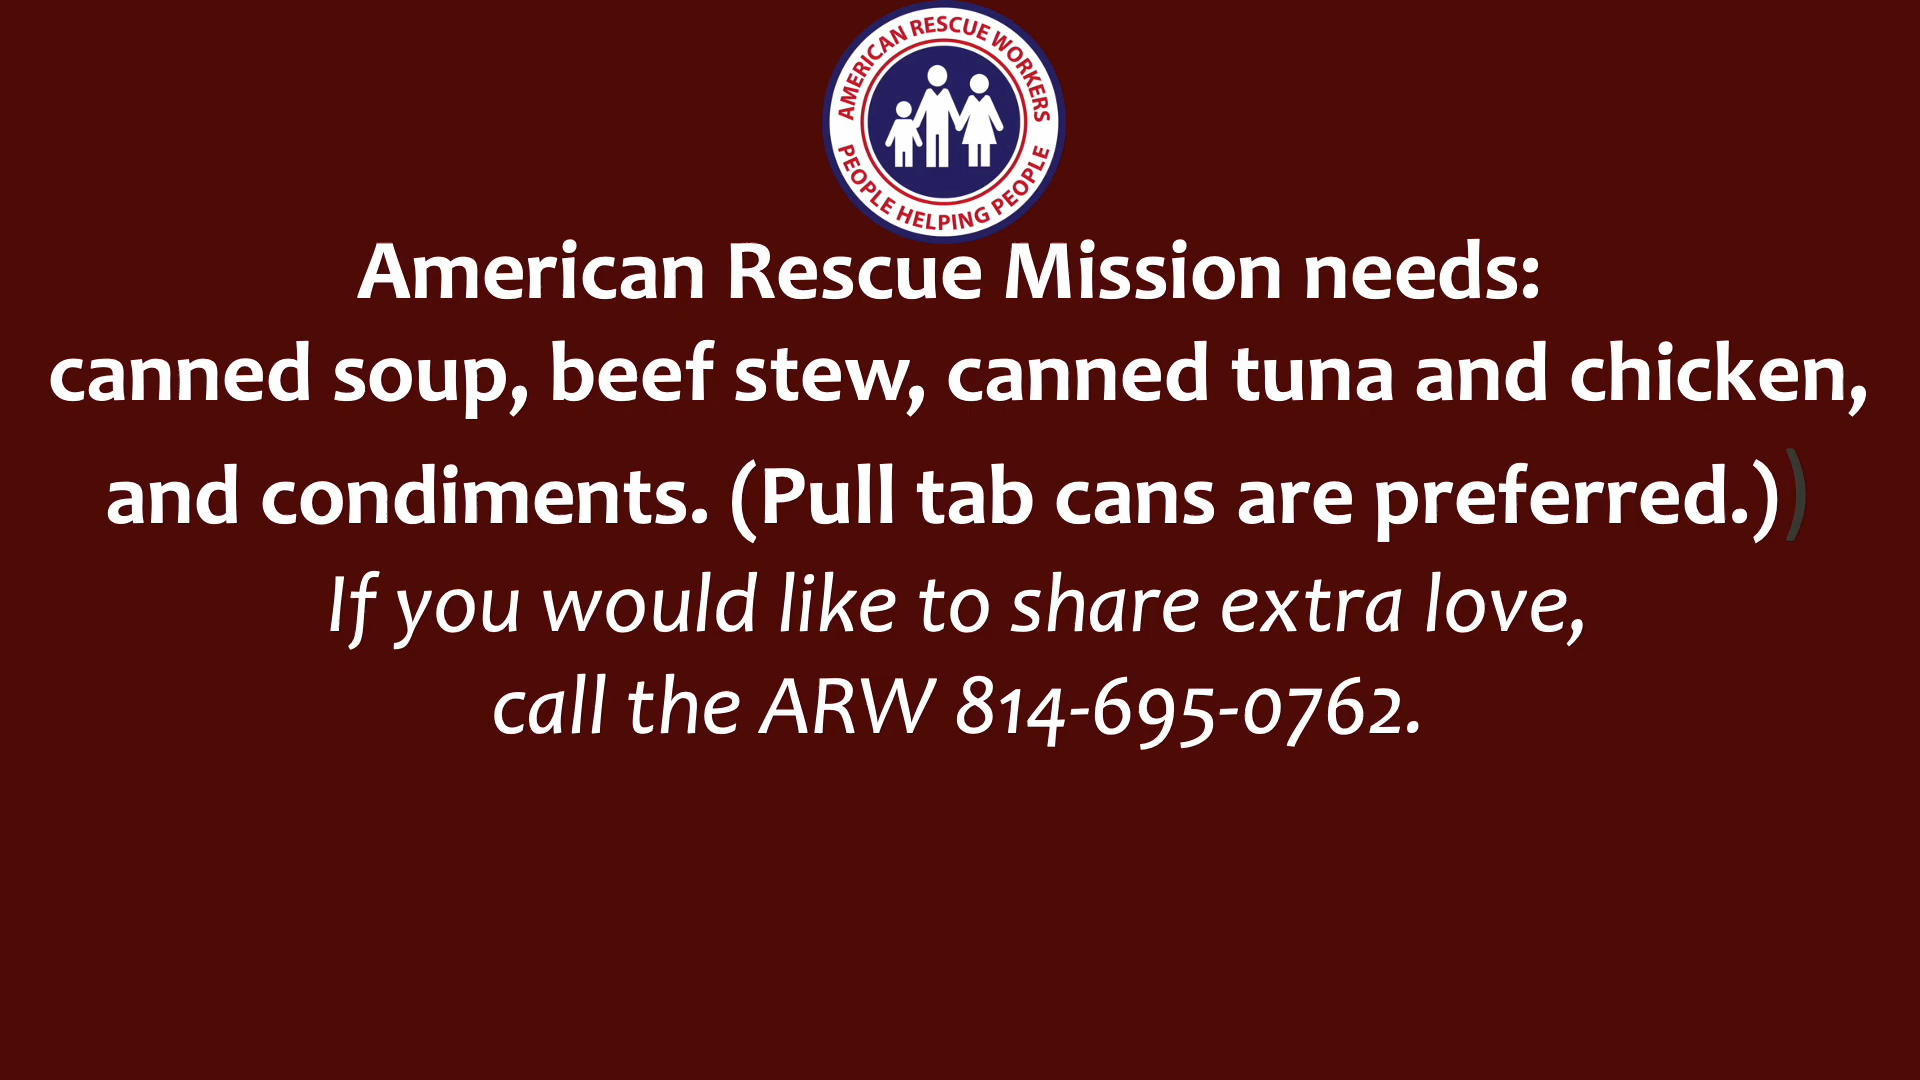 AMERICAN RESCUE WORKERS
PEOPLE HELPING PEOPLE
American Rescue Mission needs:
canned soup, beef stew, canned tuna and chicken,
and condiments. (Pull tab cans are preferred.))
If you would like to share extra love,
call the ARW 814-695-0762.